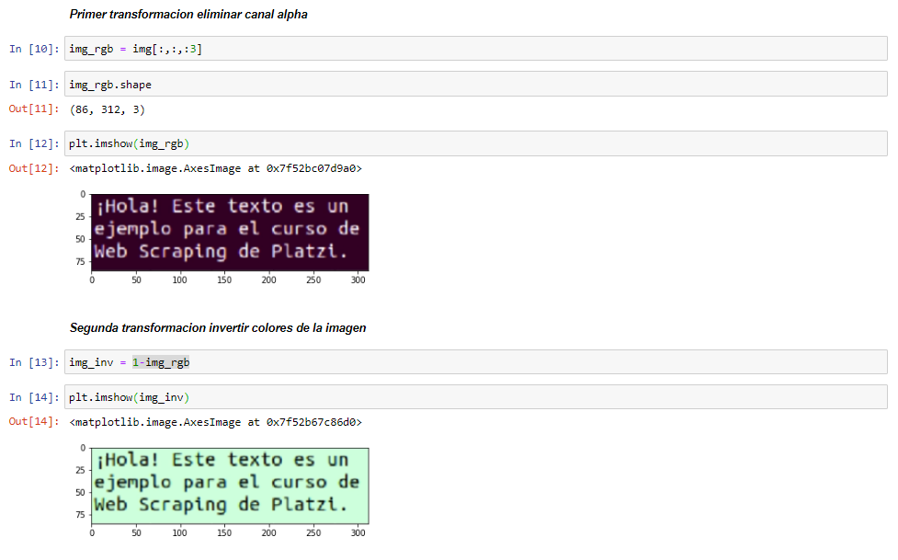 Primer transformacion eliminar canal alpha
In [10]: img_rgb = img[:,:,:3]
In [11]: img_rgb.shape
Out[11]: (86, 312, 3)
In [12]: plt.imshow(img_rgb)
Out[12]: <matplotlib.image.AxesImage at 0x7f52bc07d9a0>
0
¡Hola! Este texto es un
25
ejemplo para el curso de
50
Web Scraping de Platzi.
75
0 50 100 150 200 250 300
Segunda transformacion invertir colores de la imagen
In [13]: img_inv = 1-img_rgb
In [14]: plt.imshow(img_inv)
Out[14]: <matplotlib.image.AxesImage at 0x7f52b67c86d0>
0
¡Hola! Este texto es un
25
ejemplo para el curso de
50
Web Scraping de Platzi.
75
0 50 100 150 200 250 300